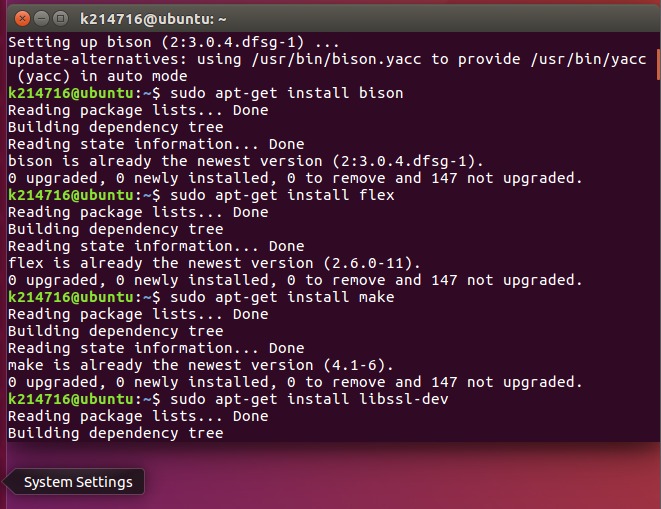 k214716@ubuntu: ~
Setting up bison (2:3.0.4.dfsg-1) ...
update-alternatives: using /usr/bin/bison.yacc to provide /usr/bin/yacc
 (yacc) in auto mode
k214716@ubuntu:~$ sudo apt-get install bison
Reading package lists... Done
Building dependency tree
Reading state information... Done
bison is already the newest version (2:3.0.4.dfsg-1).
0 upgraded, 0 newly installed, 0 to remove and 147 not upgraded.
k214716@ubuntu:~$ sudo apt-get install flex
Reading package lists... Done
Building dependency tree
Reading state information... Done
flex is already the newest version (2.6.0-11).
0 upgraded, 0 newly installed, 0 to remove and 147 not upgraded.
k214716@ubuntu:~$ sudo apt-get install make
Reading package lists... Done
Building dependency tree
Reading state information... Done
make is already the newest version (4.1-6).
0 upgraded, 0 newly installed, 0 to remove and 147 not upgraded.
k214716@ubuntu:~$ sudo apt-get install libssl-dev
Reading package lists... Done
Building dependency tree
System Settings